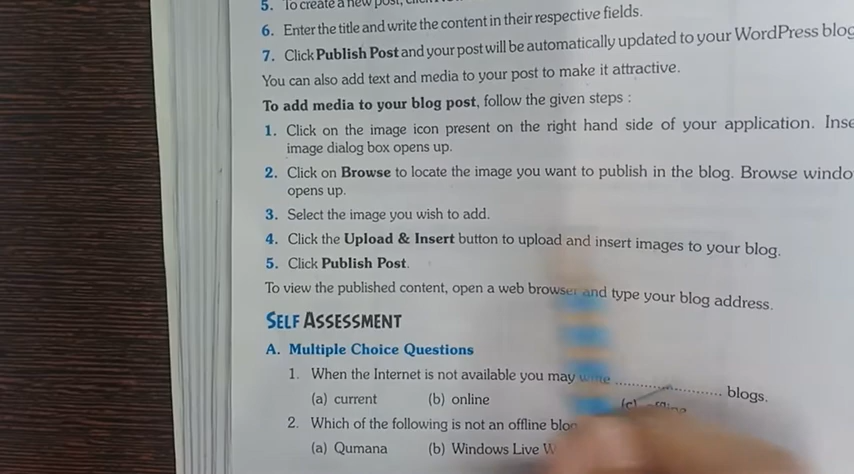 5. To create a new post,
6. Enter the title and write the content in their respective fields.
7. Click Publish Post and your post will be automatically updated to your WordPress blog
You can also add text and media to your post to make it attractive.
To add media to your blog post, follow the given steps :
1. Click on the image icon present on the right hand side of your application. Inse
image dialog box opens up.
2. Click on Browse to locate the image you want to publish in the blog. Browse windo
opens up.
3. Select the image you wish to add.
4. Click the Upload & Insert button to upload and insert images to your blog.
5. Click Publish Post.
To view the published content, open a web browser and type your blog address.
SELF ASSESSMENT
A. Multiple Choice Questions
1. When the Internet is not available you may write .................... blogs.
(a) current (b) online (c)
2. Which of the following is not an offline blo
(a) Qumana (b) Windows Live W